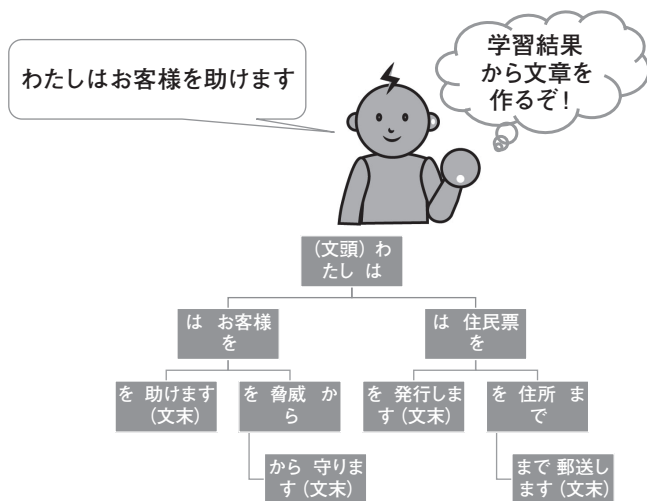 わたしはお客様を助けます
学習結果
から文章を
作るぞ！
（文頭）わ
たし は
は お客様
を
は 住民票
を
を 助けます
（文末）
を 脅威 か
ら
を 発行しま
す（文末）
を 住所 ま
で
から 守りま
す（文末）
まで 郵送し
ます（文末）